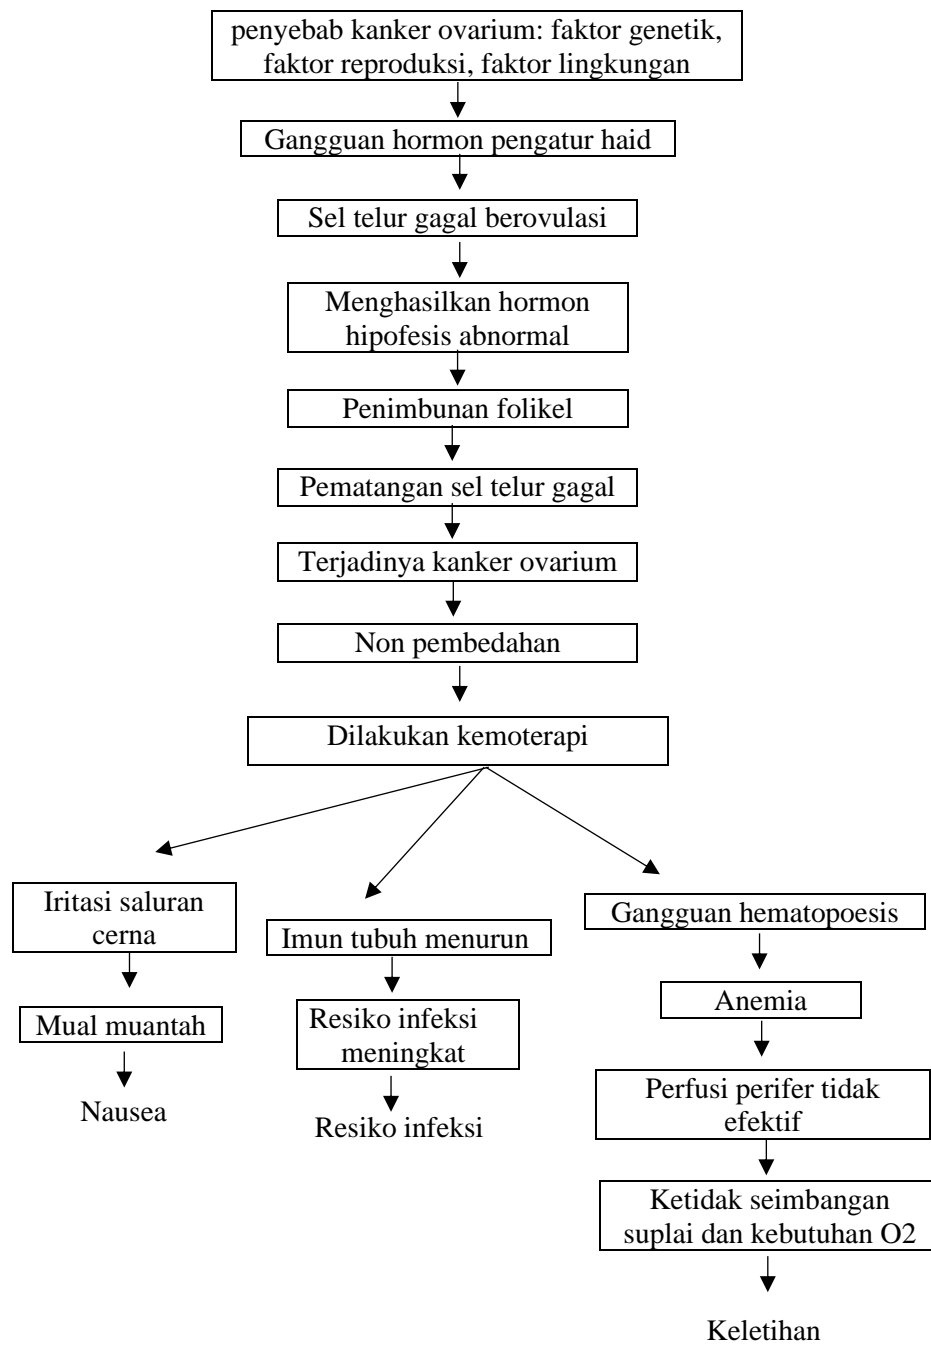 penyebab kanker ovarium: faktor genetik,
faktor reproduksi, faktor lingkungan
Gangguan hormon pengatur haid
Sel telur gagal berovulasi
Menghasilkan hormon
hipofesis abnormal
Penimbunan folikel
Pematangan sel telur gagal
Terjadinya kanker ovarium
Non pembedahan
Dilakukan kemoterapi
Iritasi saluran
cerna
Mual muantah
Nausea
Imun tubuh menurun
Resiko infeksi
meningkat
Resiko infeksi
Gangguan hematopoesis
Anemia
Perfusi perifer tidak
efektif
Ketidak seimbangan
suplai dan kebutuhan O2
Keletihan